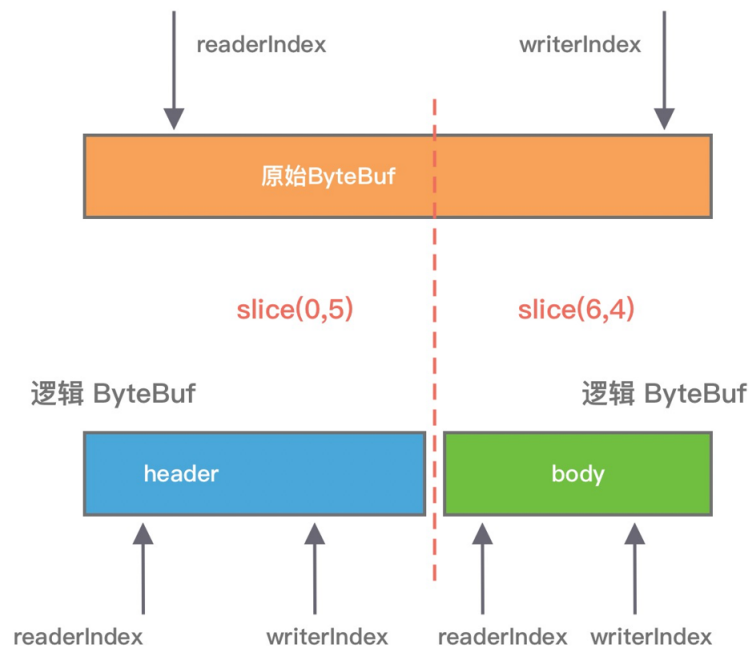 readerIndex
writerIndex
原始ByteBuf
slice(0,5)
slice(6,4)
逻辑 ByteBuf
逻辑 ByteBuf
header
body
readerIndex
writerIndex
readerIndex
writerIndex